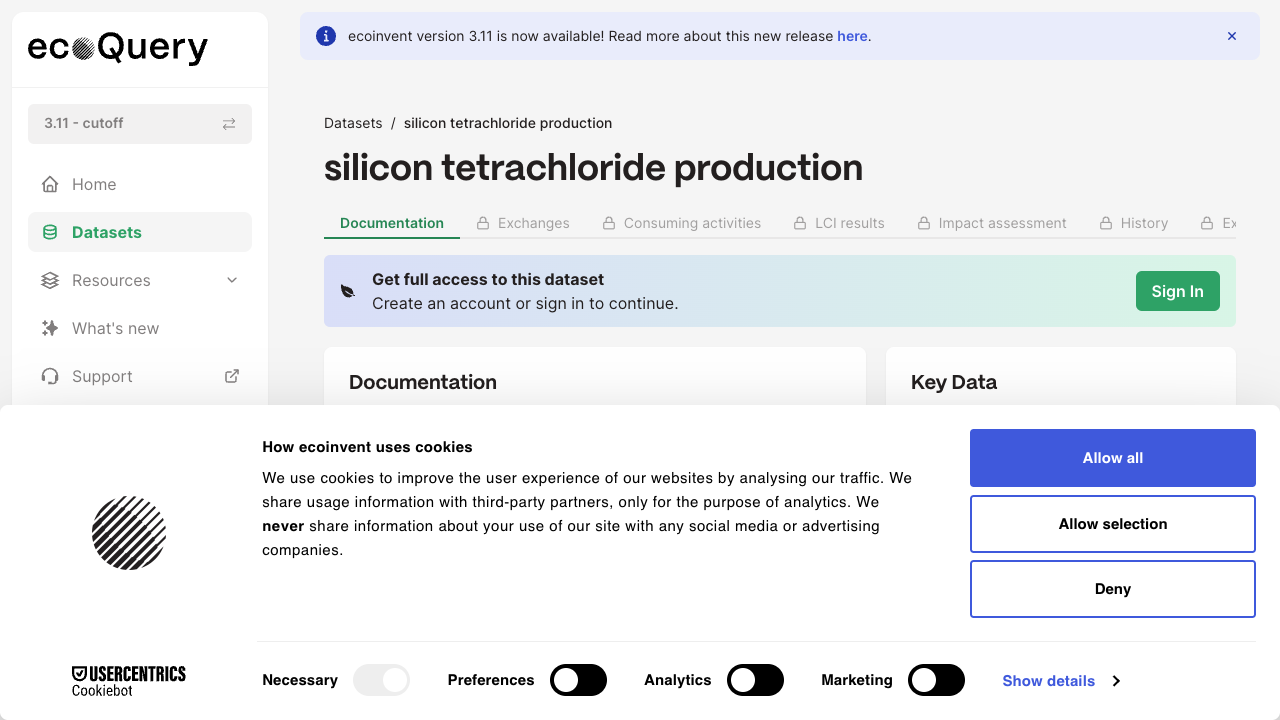 ecoQuery
3.11 - cutoff
Home
Datasets
Resources
What's new
Support
ecoinvent version 3.11 is now available! Read more about this new release here.
Datasets / silicon tetrachloride production
silicon tetrachloride production
Documentation Exchanges Consuming activities LCI results Impact assessment History Ex
Get full access to this dataset
Create an account or sign in to continue.
Sign In
Documentation
Key Data
How ecoinvent uses cookies
We use cookies to improve the user experience of our websites by analysing our traffic. We
share usage information with third-party partners, only for the purpose of analytics. We
never share information about your use of our site with any social media or advertising
companies.
Allow all
Allow selection
Deny
USERCENTRICS
Cookiebot
Necessary Preferences Analytics Marketing Show details